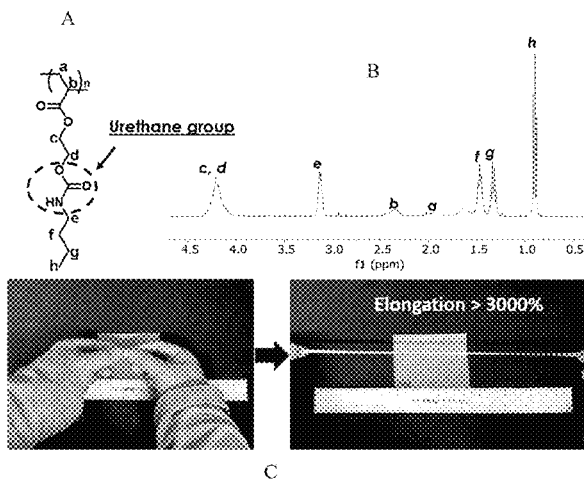 A
B
a
b
n
O
O
c
d
Urethane group
O
O
HN
e
f
g
h
c, d
e
b
a
f
g
h
4.5 4.0 3.5 3.0 2.5 2.0 1.5 1.0 0.5
f1 (ppm)
Elongation > 3000%
C